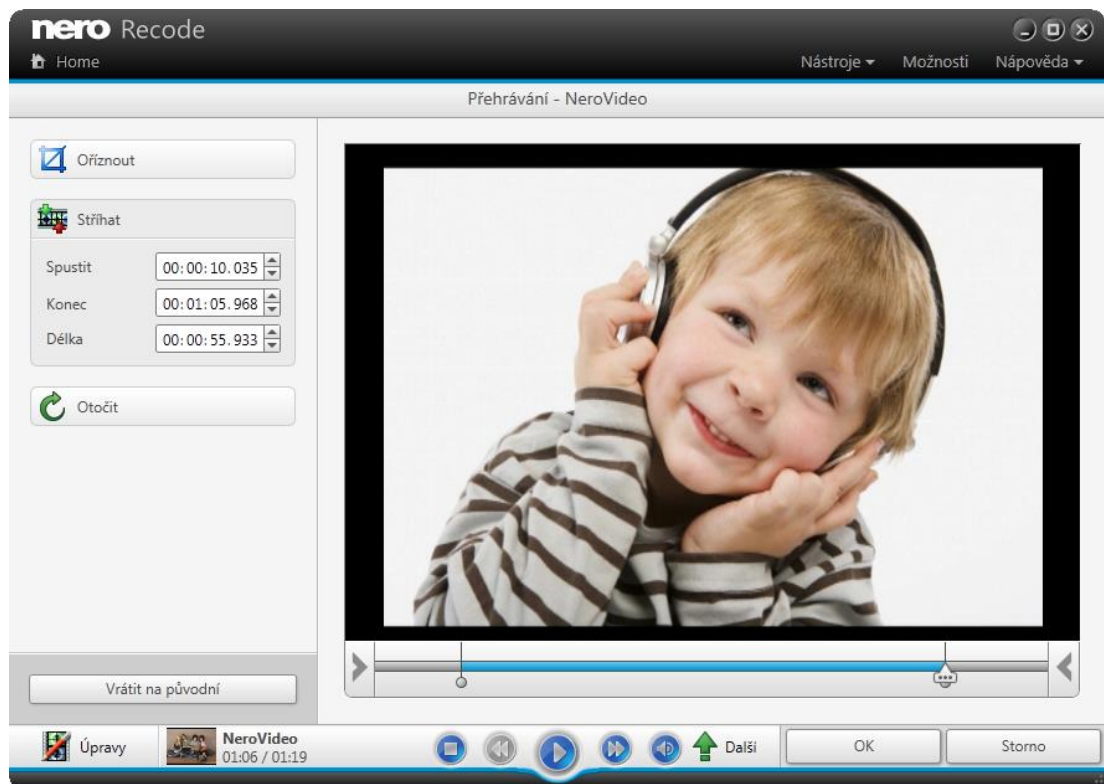 nero Recode
Home
Nástroje Možnosti Nápověda
Přehrávání - NeroVideo
Oříznout
Stříhat
Spustit 00:00:10.035
Konec 00:01:05.968
Délka 00:00:55.933
Otočit
Vrátit na původní
Úpravy
NeroVideo
01:06 / 01:19
Další
OK
Storno